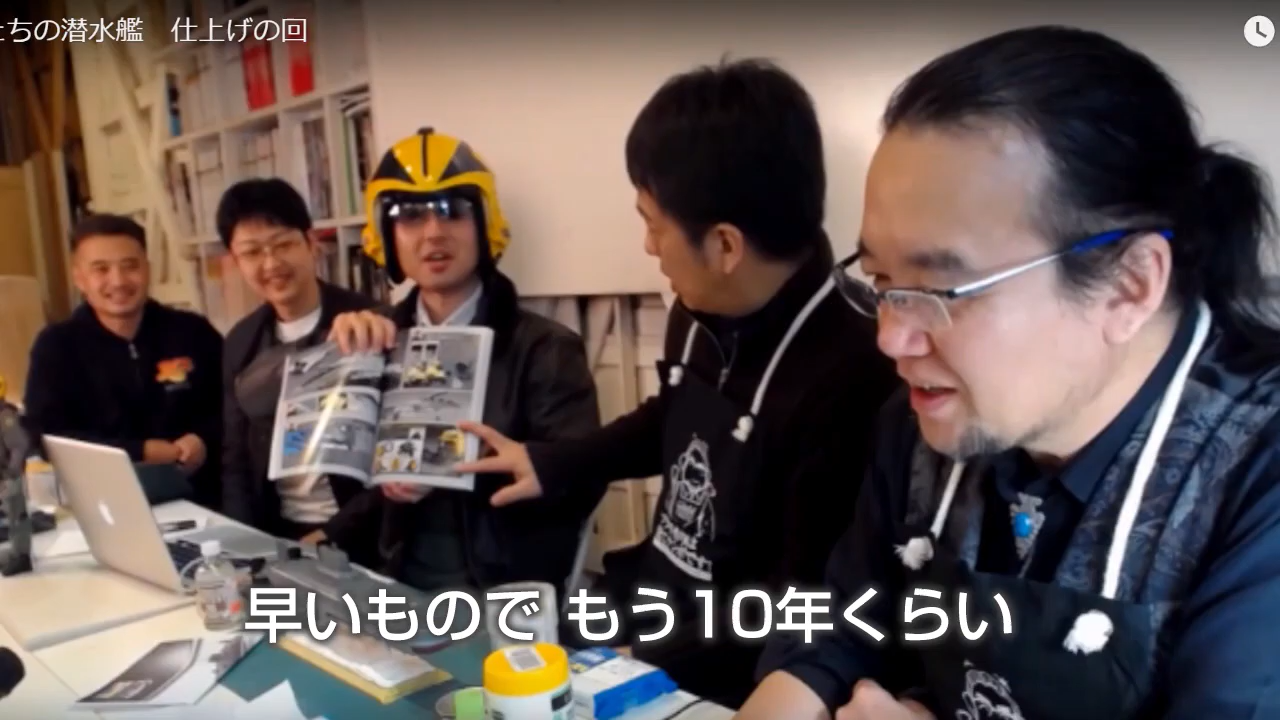 たちの潜水艦　仕上げの回
早いもので もう10年くらい